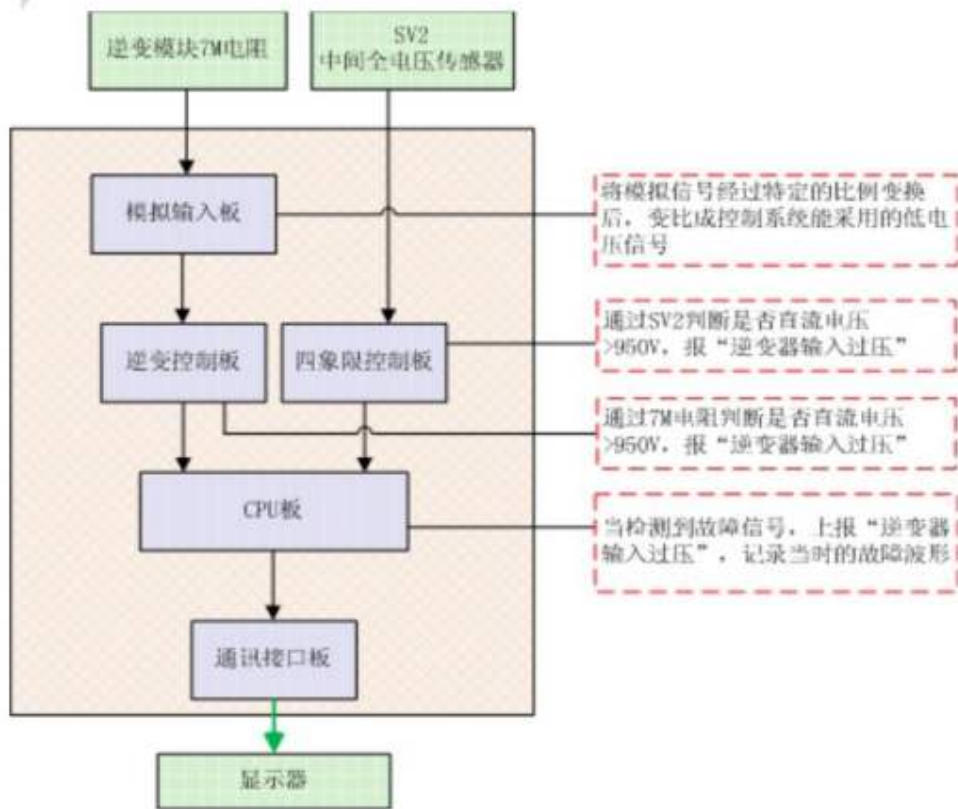 逆变模块7M电阻
SV2
中间全电压传感器
模拟输入板
将模拟信号经过特定的比例变换
后，变比成控制系统能采用的低电
压信号
逆变控制板
四象限控制板
通过SV2判断是否直流电压
>950V，报“逆变器输入过压”
通过7M电阻判断是否直流电压
>950V，报“逆变器输入过压”
CPU板
当检测到故障信号，上报“逆变器
输入过压”，记录当时的故障波形
通讯接口板
显示器